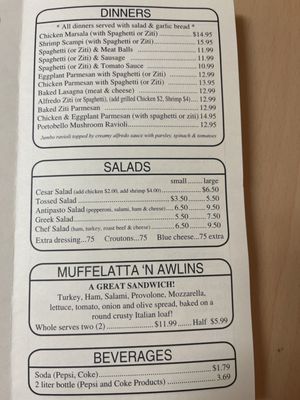 DINNERS
* All dinners served with salad & garlic bread *
Chicken Marsala (with Spaghetti or Ziti) $14.95
Shrimp Scampi (with Spaghetti or Ziti) 15.95
Spaghetti (or Ziti) & Meat Balls 11.99
Spaghetti (or Ziti) & Sausage 11.99
Spaghetti (or Ziti) & Tomato Sauce 10.99
Eggplant Parmesan with Spaghetti (or Ziti) 12.99
Chicken Parmesan with Spaghetti (or Ziti) 13.95
Baked Lasagna (meat & cheese) 12.99
Alfredo Ziti (or Spaghetti), (add grilled Chicken $2, Shrimp $4) 12.99
Baked Ziti Parmesan 12.99
Chicken & Eggplant Parmesan (with spaghetti or ziti) 14.95
Portobello Mushroom Ravioli 12.95
Jumbo ravioli topped by creamy alfredo sauce with parsley, spinach & tomatoes
SALADS
small large
Cesar Salad (add chicken $2.00, add shrimp $4.00) $6.50
Tossed Salad $3.50 5.50
Antipasto Salad (pepperoni, salami, ham & cheese) 6.50 9.50
Greek Salad 5.50 7.50
Chef Salad (ham, turkey, roast beef & cheese) 6.50 9.50
Extra dressing...75 Croutons...75 Blue cheese...75 extra
MUFFELATTA 'N AWLINS
A GREAT SANDWICH!
Turkey, Ham, Salami, Provolone, Mozzarella,
lettuce, tomato, onion and olive spread, baked on a
round crusty Italian loaf!
Whole serves two (2) $11.99 Half $5.99
BEVERAGES
Soda (Pepsi, Coke) $1.79
2 liter bottle (Pepsi and Coke Products) 3.69